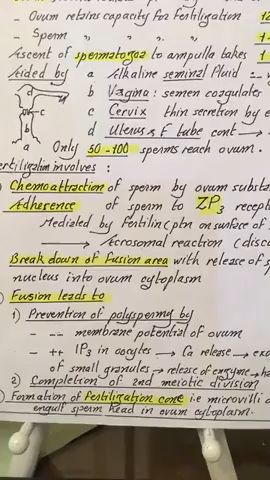 – Ovum retains capacity for Fertiligation
– Sperm " " " "
Ascent of spermatozoa to ampulla takes
Aided by a Alkaline seminal fluid
b Vagina : semen coagulates
c Cervix thin secretion by e
d Uterus & F tube cont →
c
b
a
Only 50-100 sperms reach ovum.
ertiligation involves :
Chemoattraction of sperm by ovum substa
Adherence of sperm to ZP3 recept
Mediated by Fertilin (ptn on surface of
→ Acrosomal reaction (disc
Break down of fusion area with release of s
nucleus into ovum cytoplasm
Fusion leads to
1) Prevention of polyspermy by
– -- membrane potential of ovum
– ++ IP3 in oocytes → Ca release → exo
of small granules → release of enzyme → ha
2) Completion of 2nd meiotic division
Formation of fertiligation cone i.e microvilli o
engulf sperm head in ovum cytoplasm.